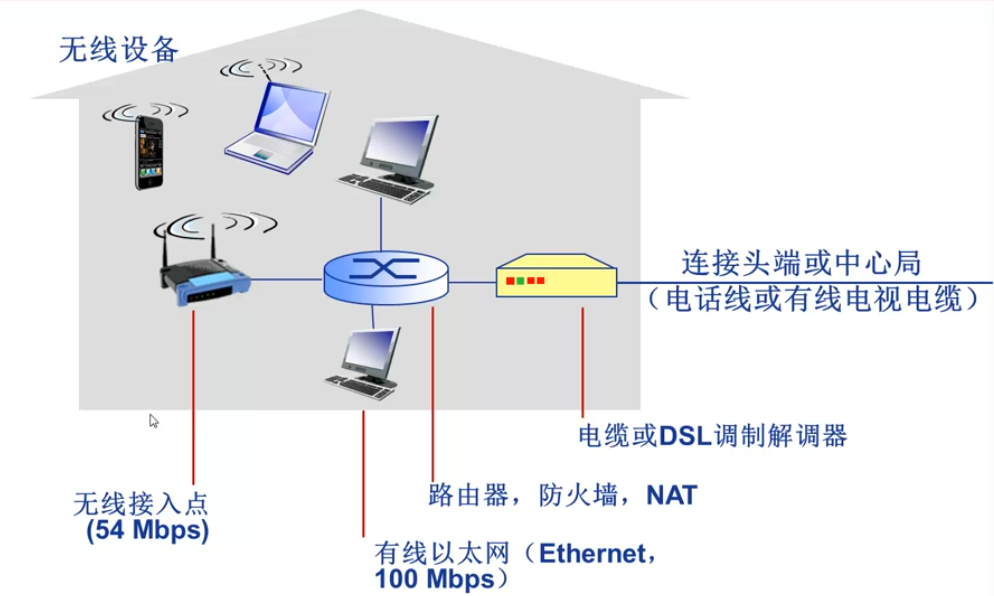 无线设备
连接头端或中心局
（电话线或有线电视电缆）
电缆或DSL调制解调器
路由器，防火墙，NAT
无线接入点
(54 Mbps)
有线以太网（Ethernet，
100 Mbps）